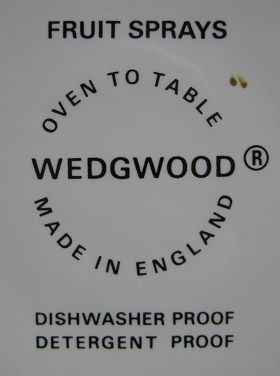 FRUIT SPRAYS
OVEN TO TABLE
WEDGWOOD®
MADE IN ENGLAND
DISHWASHER PROOF
DETERGENT PROOF